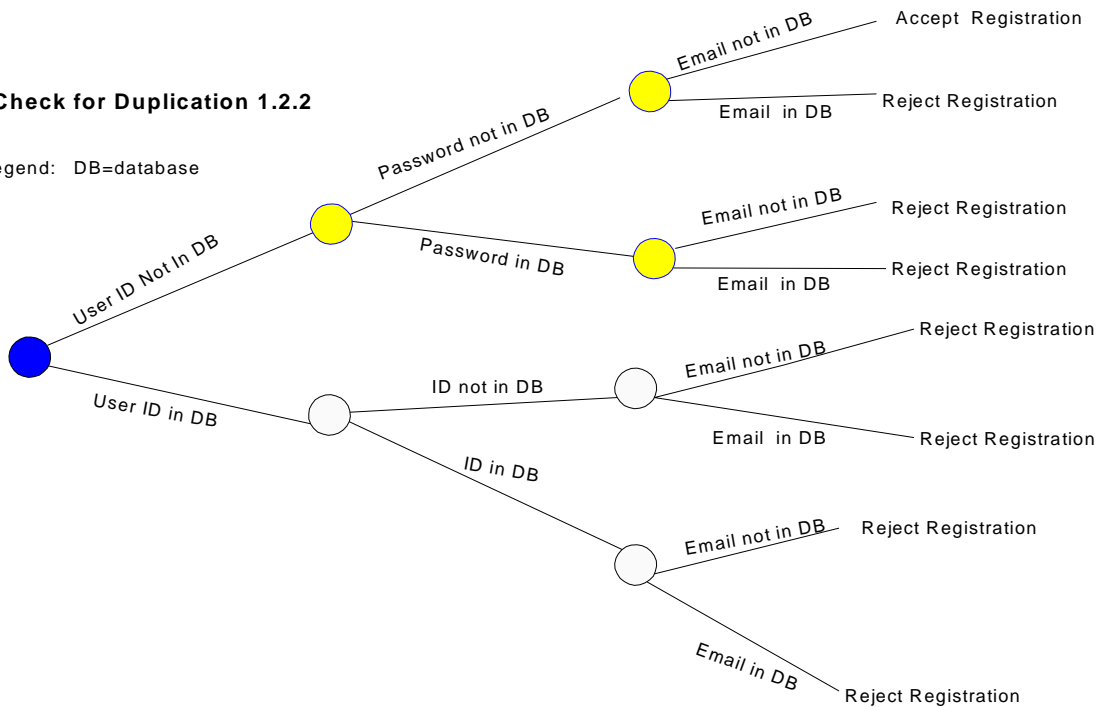 Accept Registration
Email not in DB
Check for Duplication 1.2.2
Reject Registration
Email in DB
Password not in DB
egend: DB=database
Email not in DB
Reject Registration
Password in DB
Reject Registration
Email in DB
User ID Not In DB
Reject Registration
Email not in DB
ID not in DB
User ID in DB
Email in DB
Reject Registration
ID in DB
Email not in DB
Reject Registration
Email in DB
Reject Registration